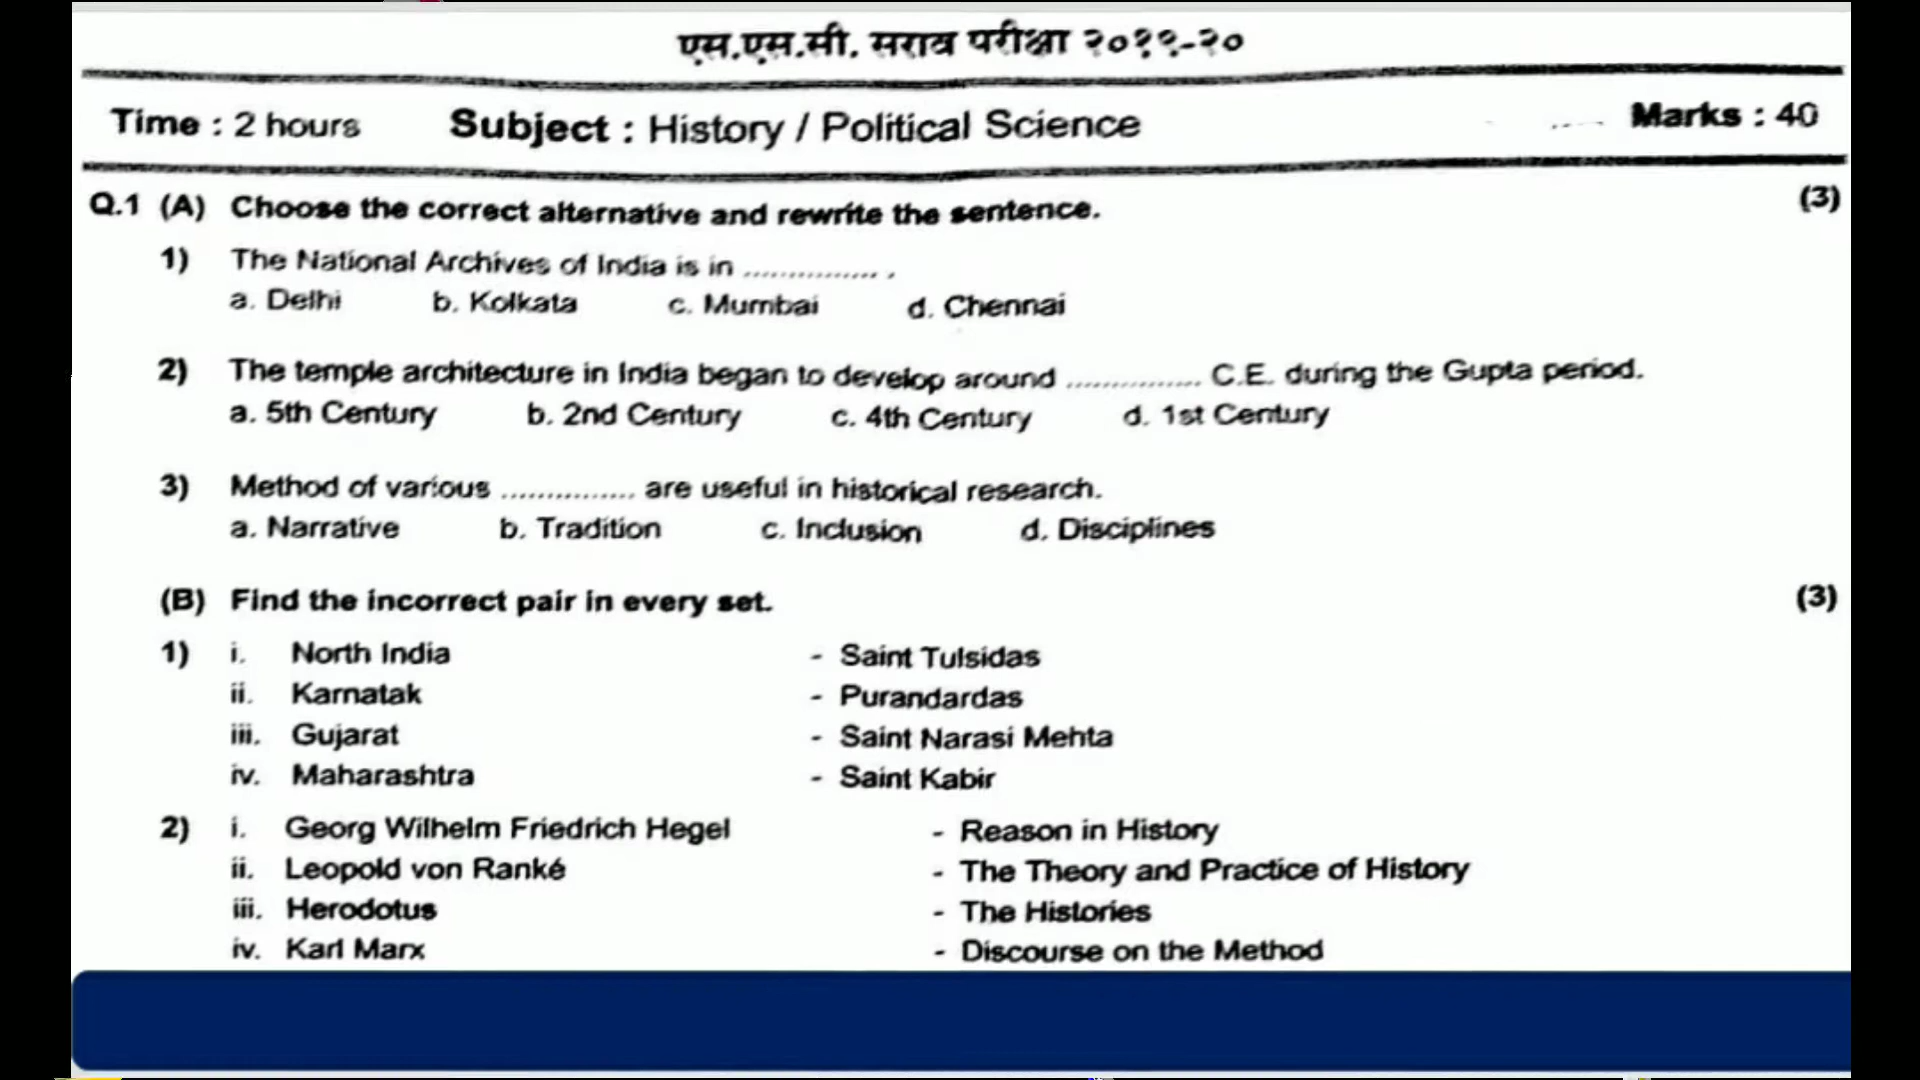 एस.एस.सी. सराव परीक्षा २०१९-२०
Time : 2 hours Subject : History / Political Science Marks : 40
Q.1 (A) Choose the correct alternative and rewrite the sentence. (3)
1) The National Archives of India is in ............... .
a. Delhi b. Kolkata c. Mumbai d. Chennai
2) The temple architecture in India began to develop around ............... C.E. during the Gupta period.
a. 5th Century b. 2nd Century c. 4th Century d. 1st Century
3) Method of various ............... are useful in historical research.
a. Narrative b. Tradition c. Inclusion d. Disciplines
(B) Find the incorrect pair in every set. (3)
1) i. North India - Saint Tulsidas
ii. Karnatak - Purandardas
iii. Gujarat - Saint Narasi Mehta
iv. Maharashtra - Saint Kabir
2) i. Georg Wilhelm Friedrich Hegel - Reason in History
ii. Leopold von Ranké - The Theory and Practice of History
iii. Herodotus - The Histories
iv. Karl Marx - Discourse on the Method